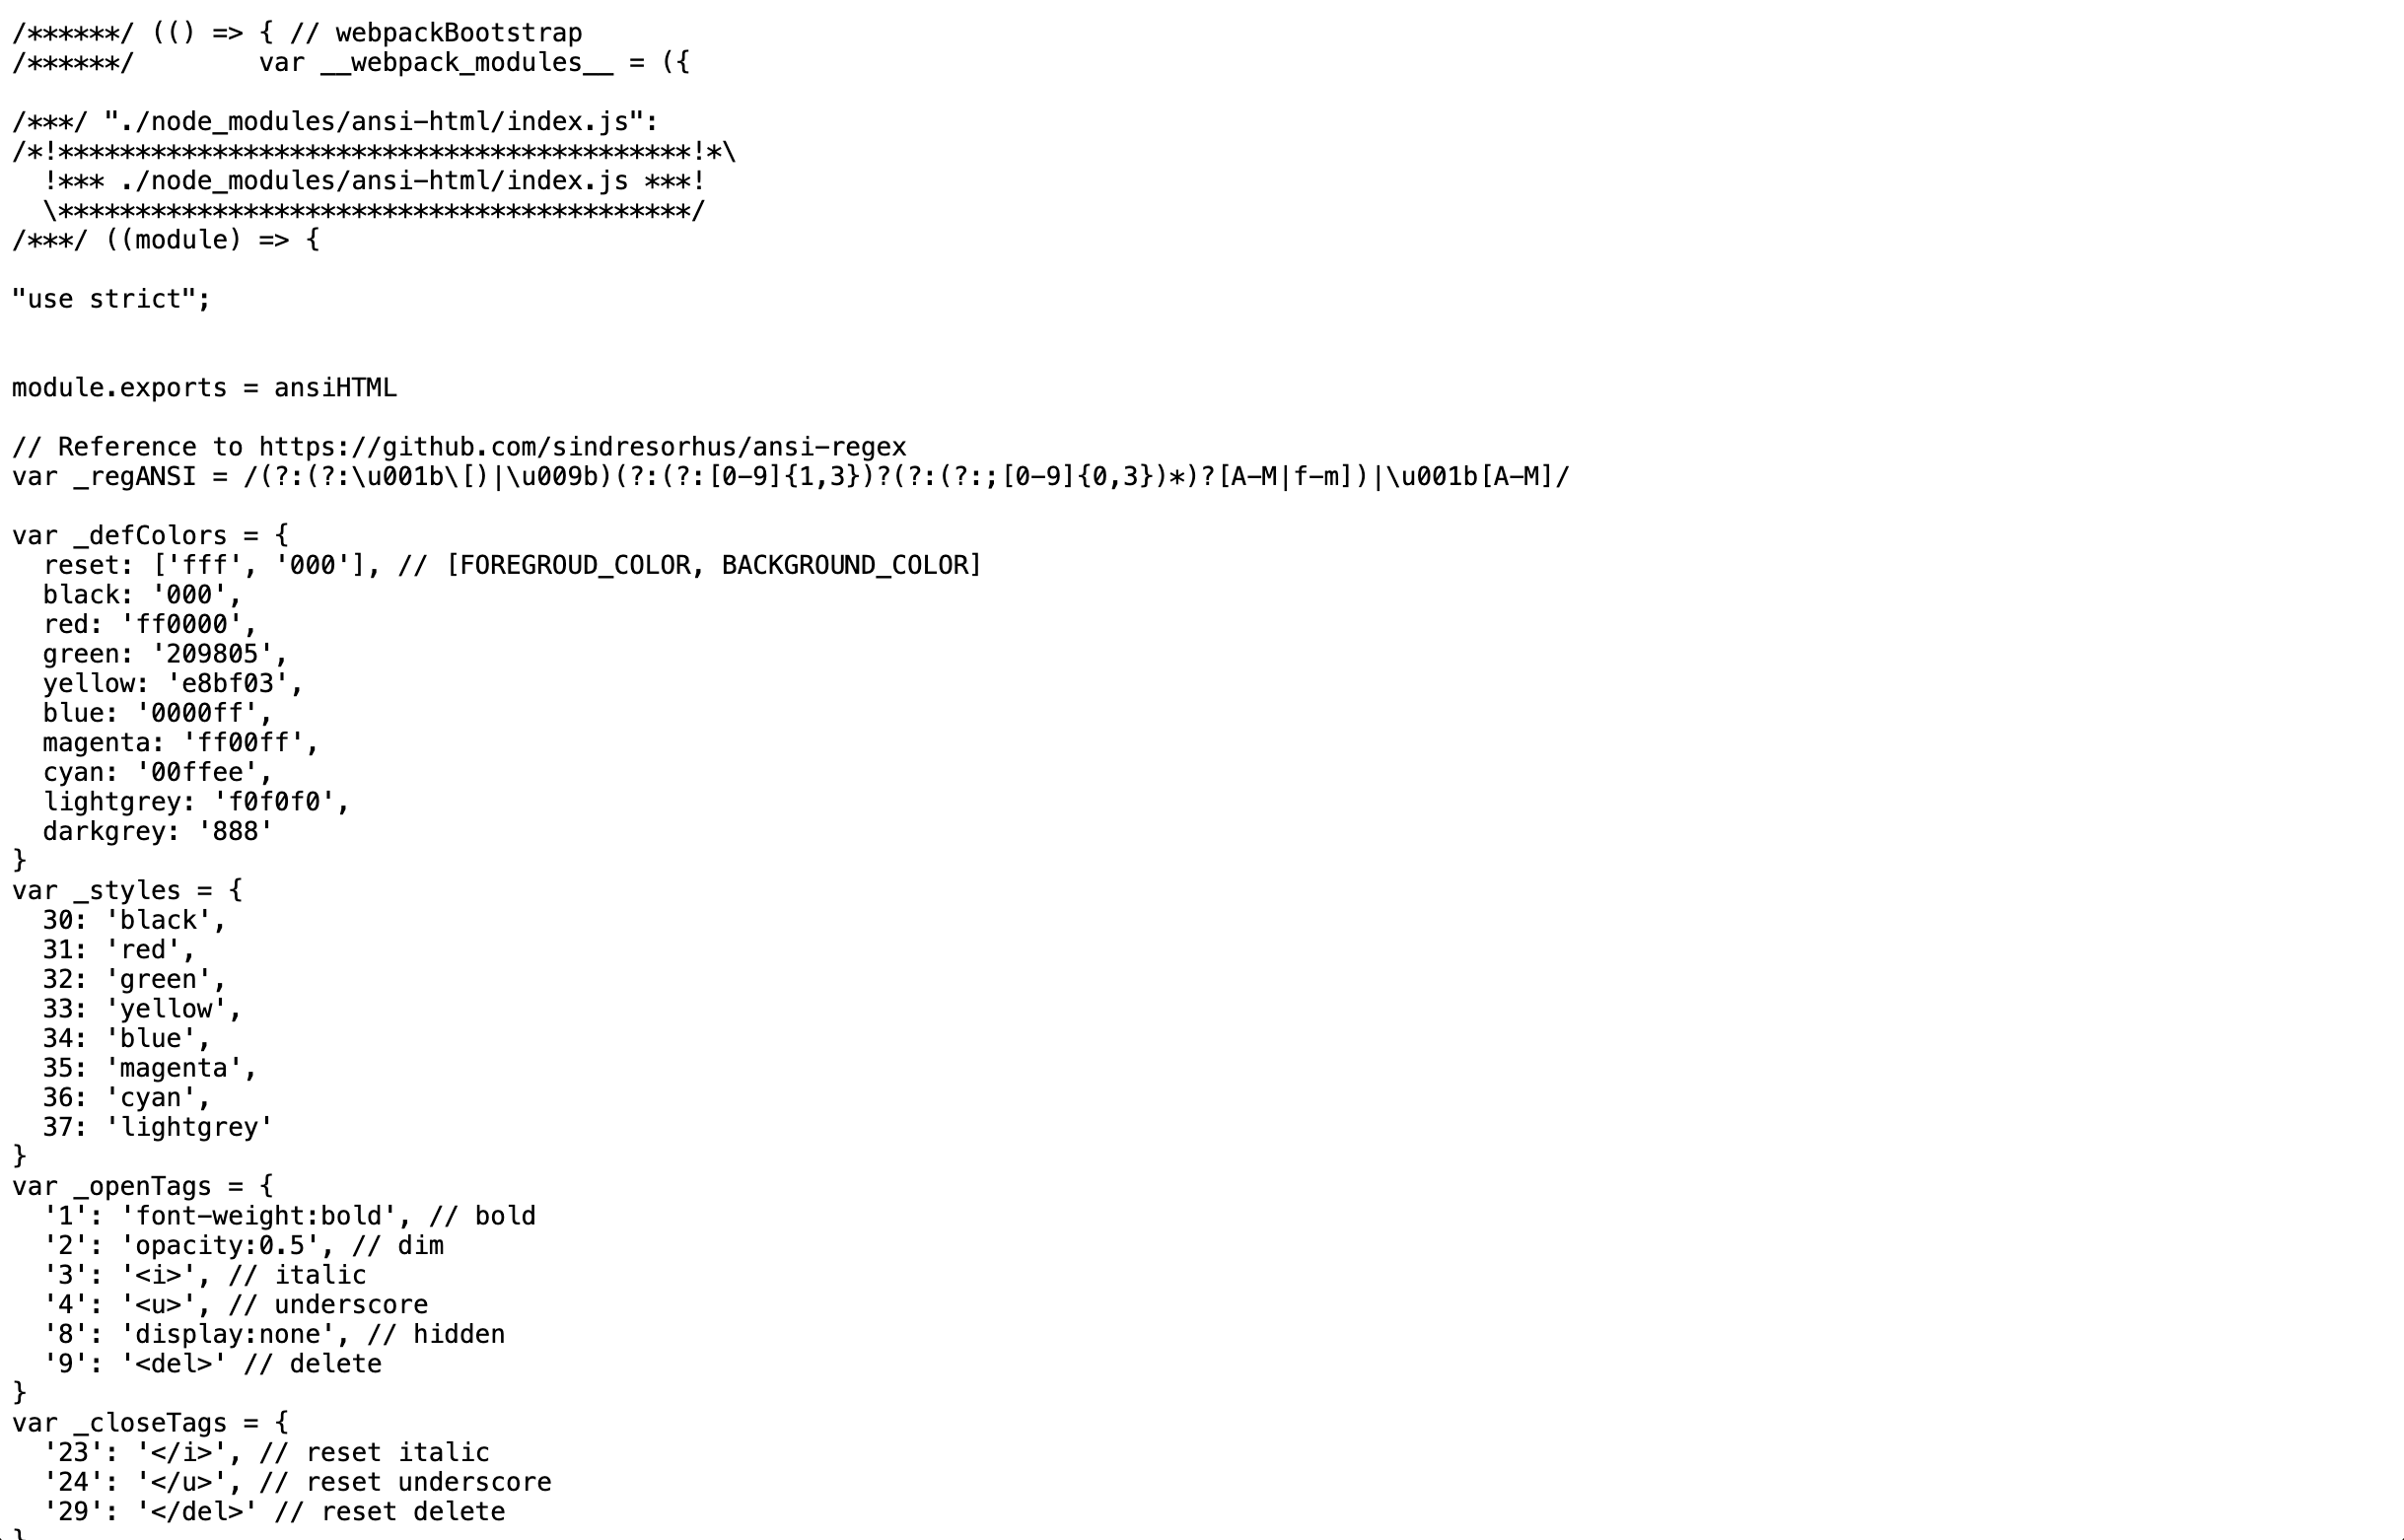 /******/ (() => { // webpackBootstrap
/******/ 	var __webpack_modules__ = ({

/***/ "./node_modules/ansi-html/index.js":
/*!*****************************************!*\
  !*** ./node_modules/ansi-html/index.js ***!
  \*****************************************/
/***/ ((module) => {

"use strict";


module.exports = ansiHTML

// Reference to https://github.com/sindresorhus/ansi-regex
var _regANSI = /(?:(?:\u001b\[)|\u009b)(?:(?:[0-9]{1,3})?(?:(?:;[0-9]{0,3})*)?[A-M|f-m])|\u001b[A-M]/

var _defColors = {
  reset: ['fff', '000'], // [FOREGROUD_COLOR, BACKGROUND_COLOR]
  black: '000',
  red: 'ff0000',
  green: '209805',
  yellow: 'e8bf03',
  blue: '0000ff',
  magenta: 'ff00ff',
  cyan: '00ffee',
  lightgrey: 'f0f0f0',
  darkgrey: '888'
}
var _styles = {
  30: 'black',
  31: 'red',
  32: 'green',
  33: 'yellow',
  34: 'blue',
  35: 'magenta',
  36: 'cyan',
  37: 'lightgrey'
}
var _openTags = {
  '1': 'font-weight:bold', // bold
  '2': 'opacity:0.5', // dim
  '3': '<i>', // italic
  '4': '<u>', // underscore
  '8': 'display:none', // hidden
  '9': '<del>' // delete
}
var _closeTags = {
  '23': '</i>', // reset italic
  '24': '</u>', // reset underscore
  '29': '</del>' // reset delete
}